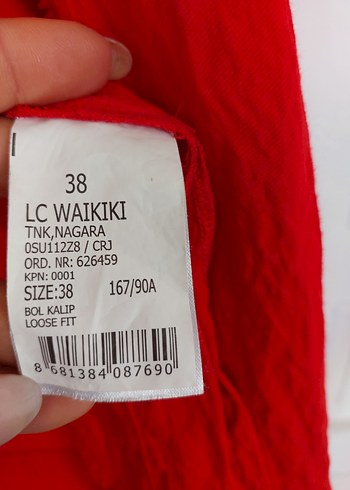 38
LC WAIKIKI
TNK,NAGARA
0SU112Z8 / CRJ
ORD. NR: 626459
KPN: 0001
SIZE:38 167/90A
BOL KALIP
LOOSE FIT
8 681384 087690